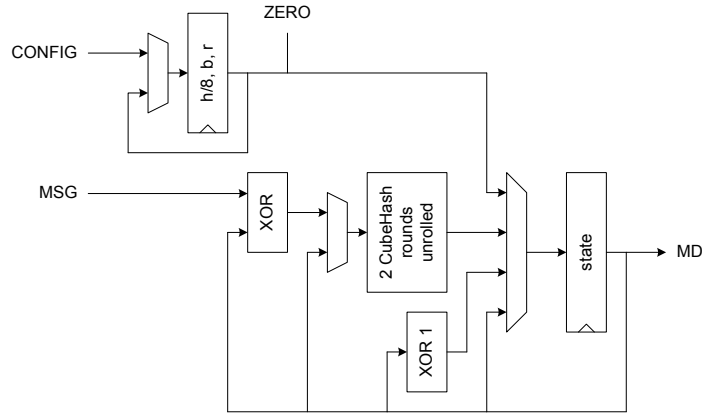 ZERO
CONFIG
h/8, b, r
MSG
XOR
2 CubeHash
rounds
unrolled
state
MD
XOR 1